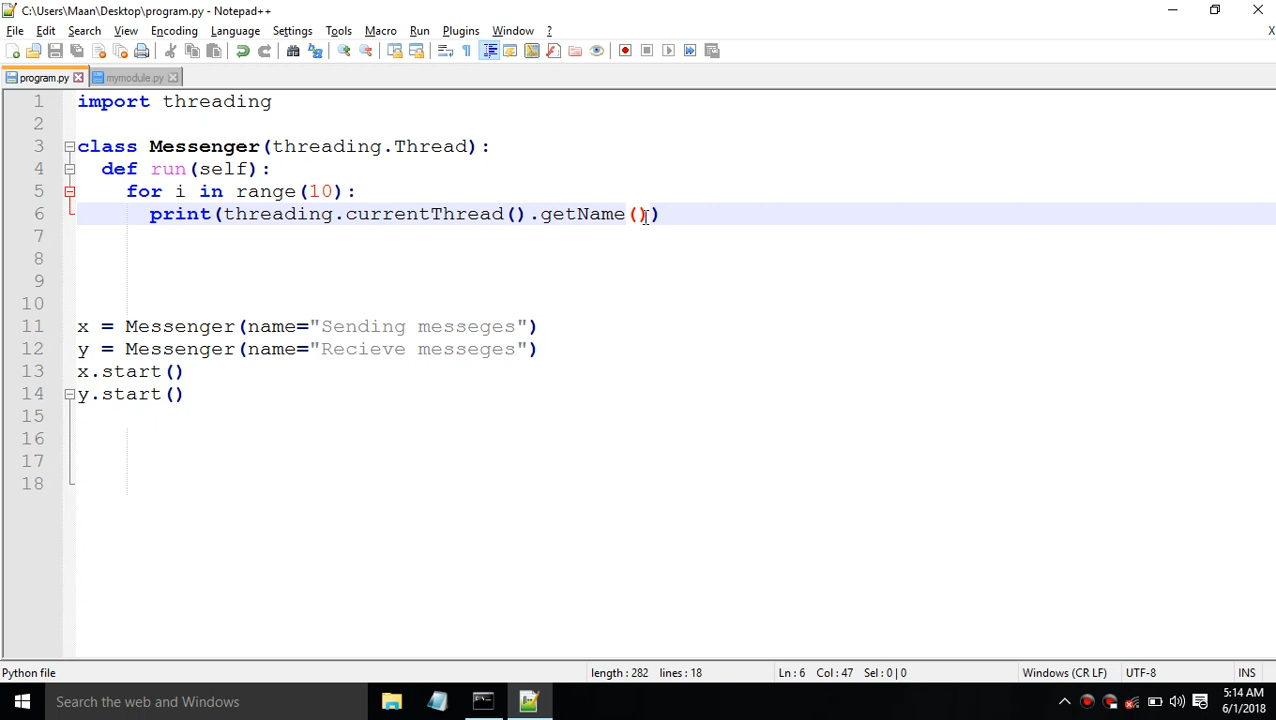 C:\Users\Maan\Desktop\program.py - Notepad++
File Edit Search View Encoding Language Settings Tools Macro Run Plugins Window ? X
program.py mymodule.py
1 import threading
2
3 class Messenger(threading.Thread):
4 def run(self):
5 for i in range(10):
6 print(threading.currentThread().getName())
7
8
9
10
11 x = Messenger(name="Sending messeges")
12 y = Messenger(name="Recieve messeges")
13 x.start()
14 y.start()
15
16
17
18
Python file length : 282 lines : 18 Ln : 6 Col : 47 Sel : 0 | 0 Windows (CR LF) UTF-8 INS
Search the web and Windows 5:14 AM
6/1/2018